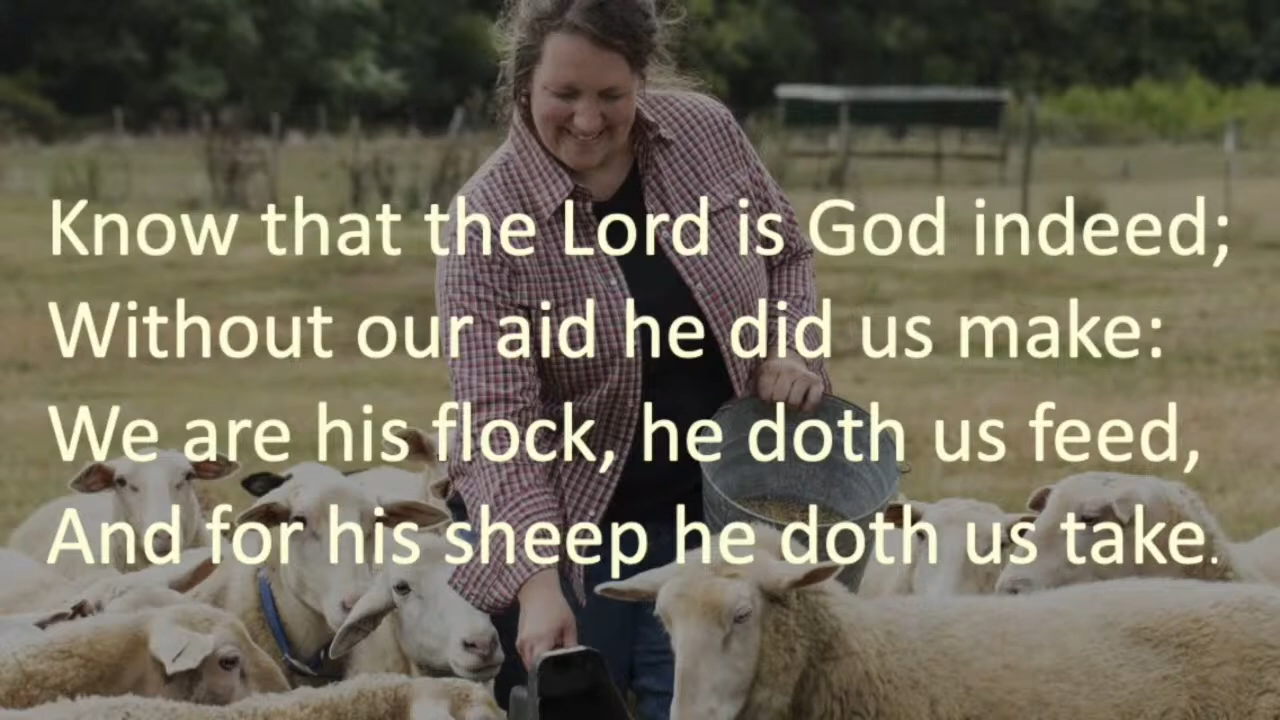 Know that the Lord is God indeed;
Without our aid he did us make:
We are his flock, he doth us feed,
And for his sheep he doth us take.